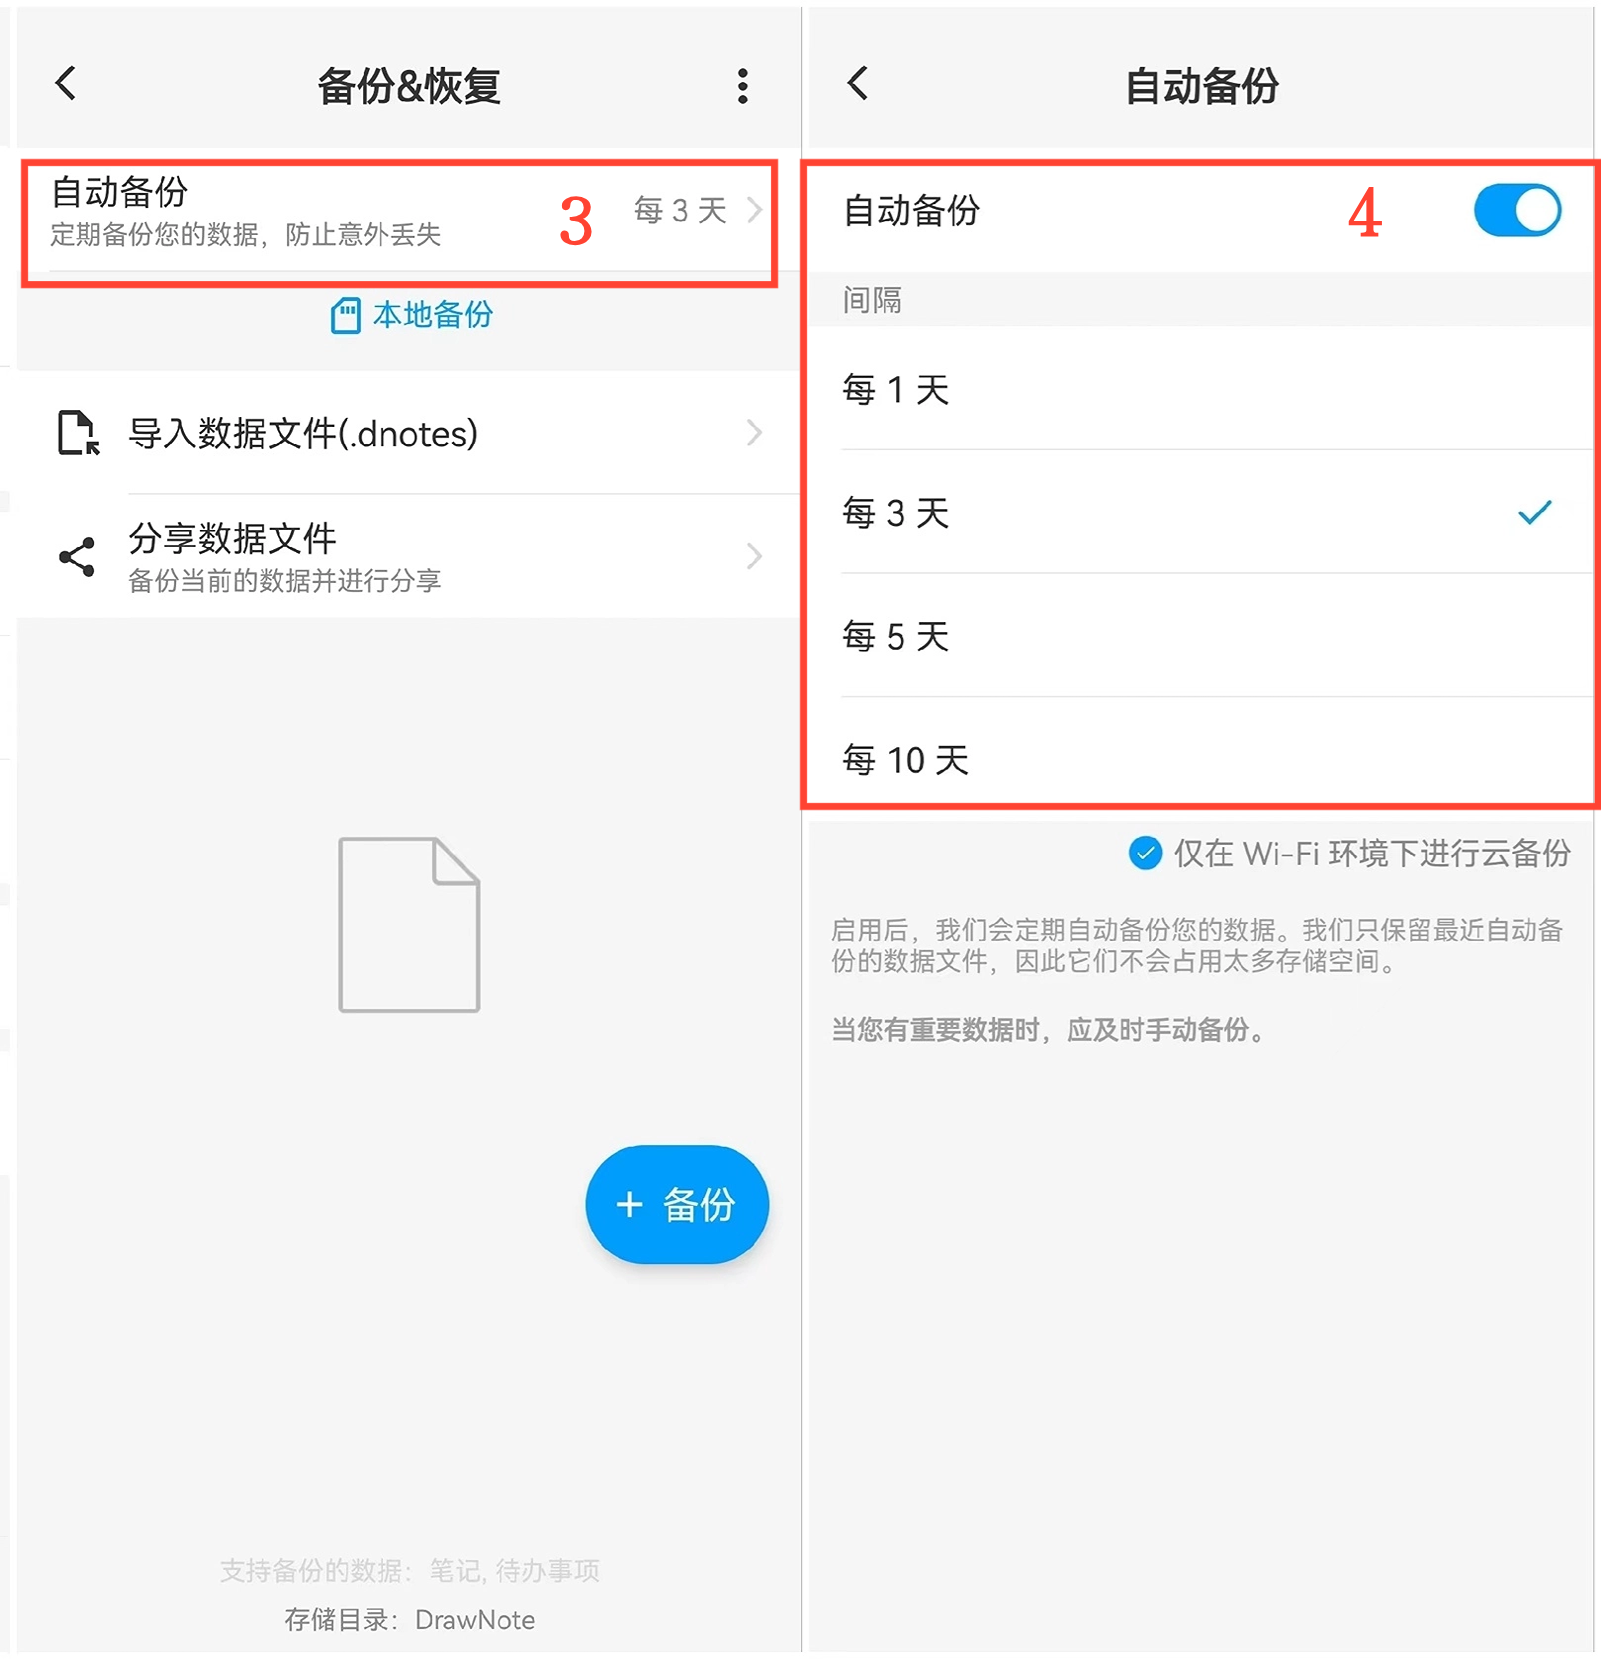 备份&恢复
自动备份
定期备份您的数据，防止意外丢失
3
每 3 天
本地备份
导入数据文件(.dnotes)
分享数据文件
备份当前的数据并进行分享
+ 备份
支持备份的数据：笔记, 待办事项
存储目录：DrawNote
自动备份
自动备份
4
间隔
每 1 天
每 3 天
每 5 天
每 10 天
仅在 Wi-Fi 环境下进行云备份
启用后，我们会定期自动备份您的数据。我们只保留最近自动备
份的数据文件，因此它们不会占用太多存储空间。
当您有重要数据时，应及时手动备份。